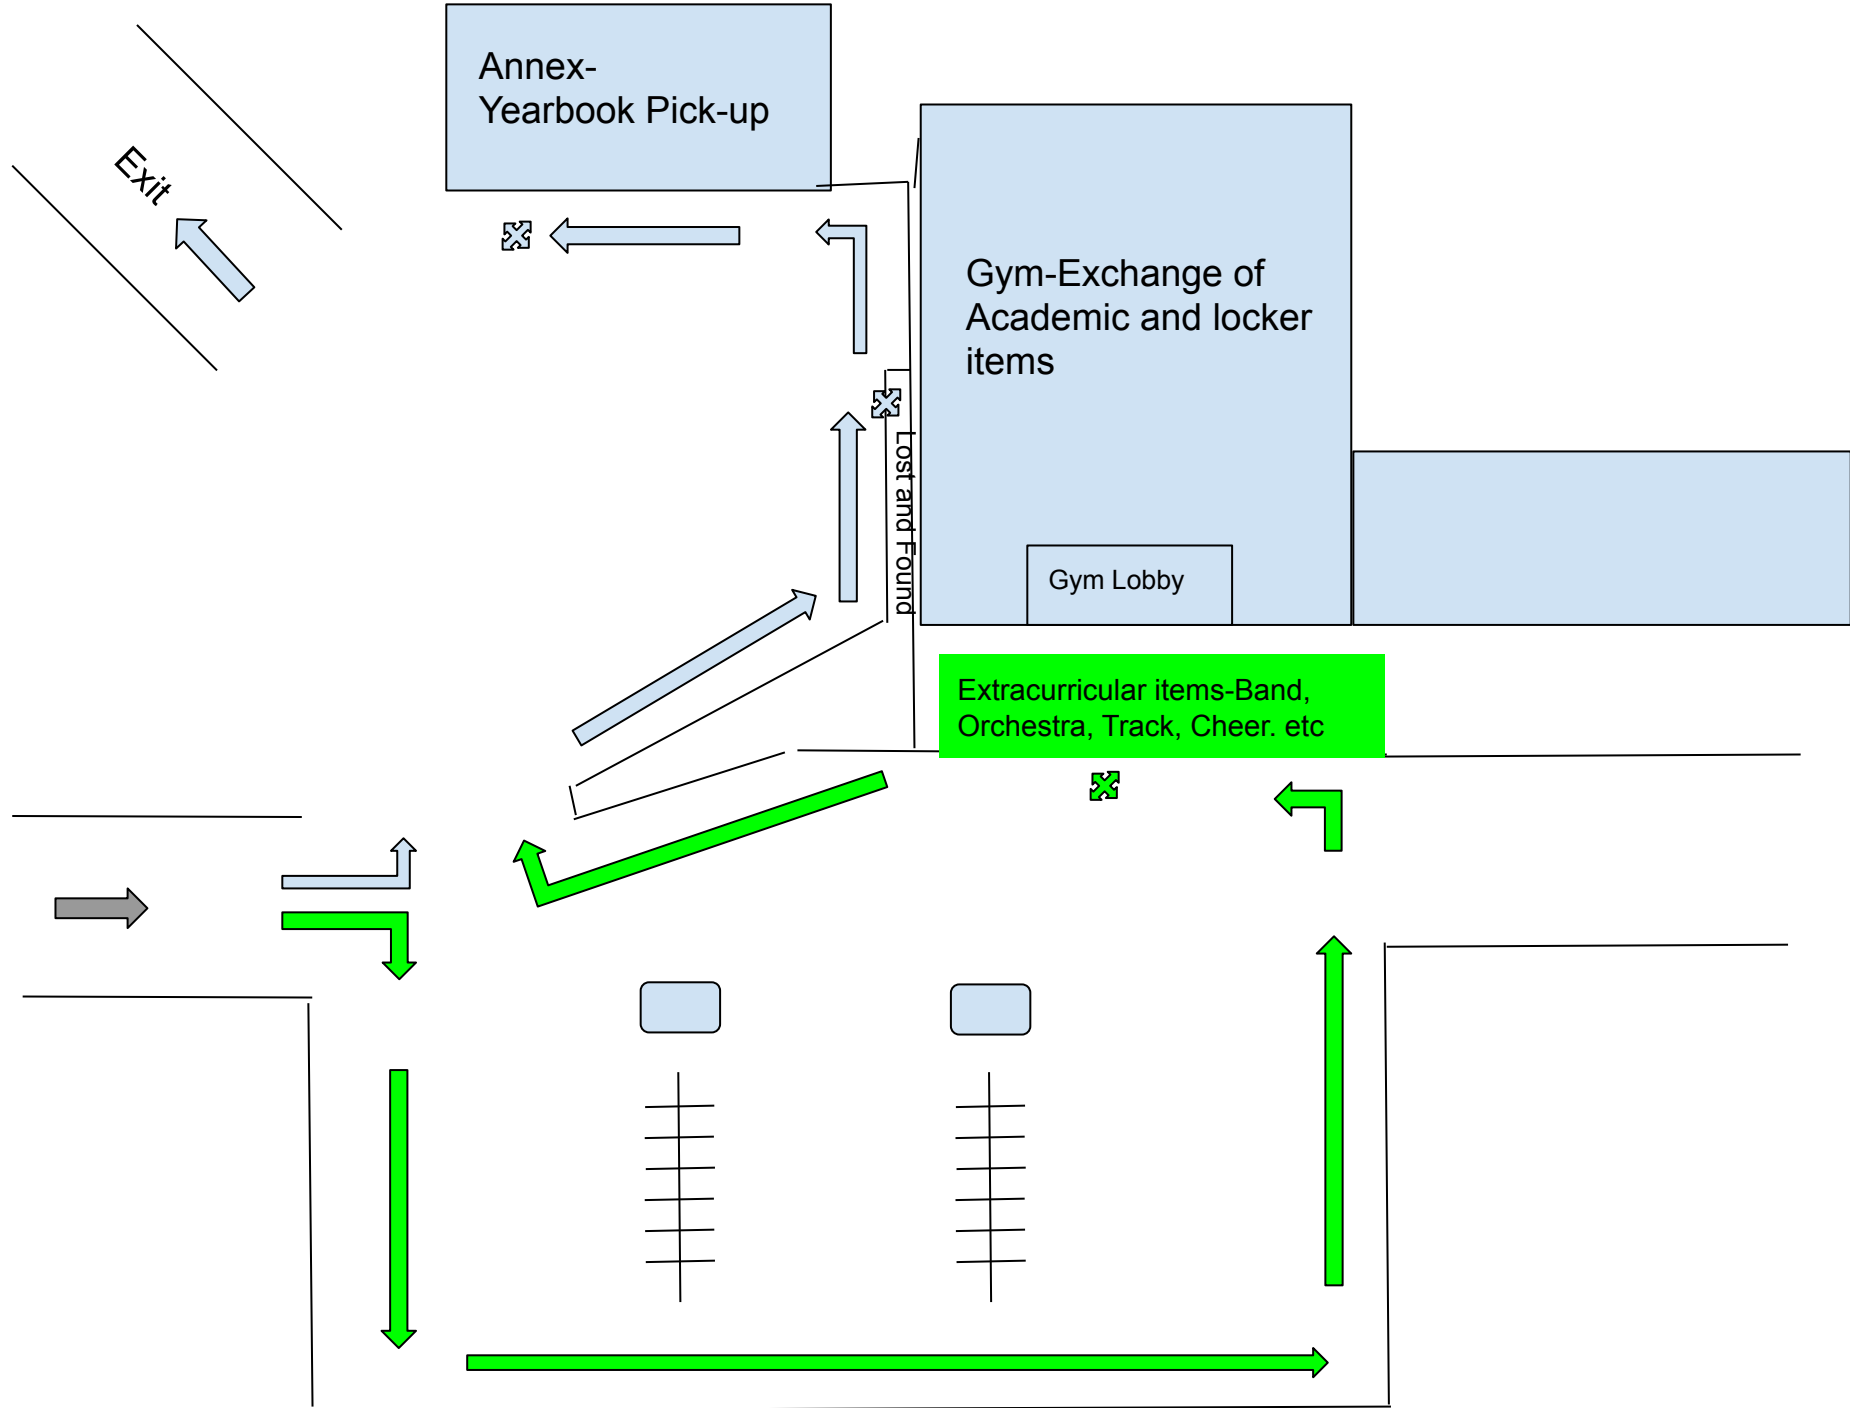 Annex-
Yearbook Pick-up
Exit
Gym-Exchange of
Academic and locker
items
Lost and Found
Gym Lobby
Extracurricular items-Band,
Orchestra, Track, Cheer. etc